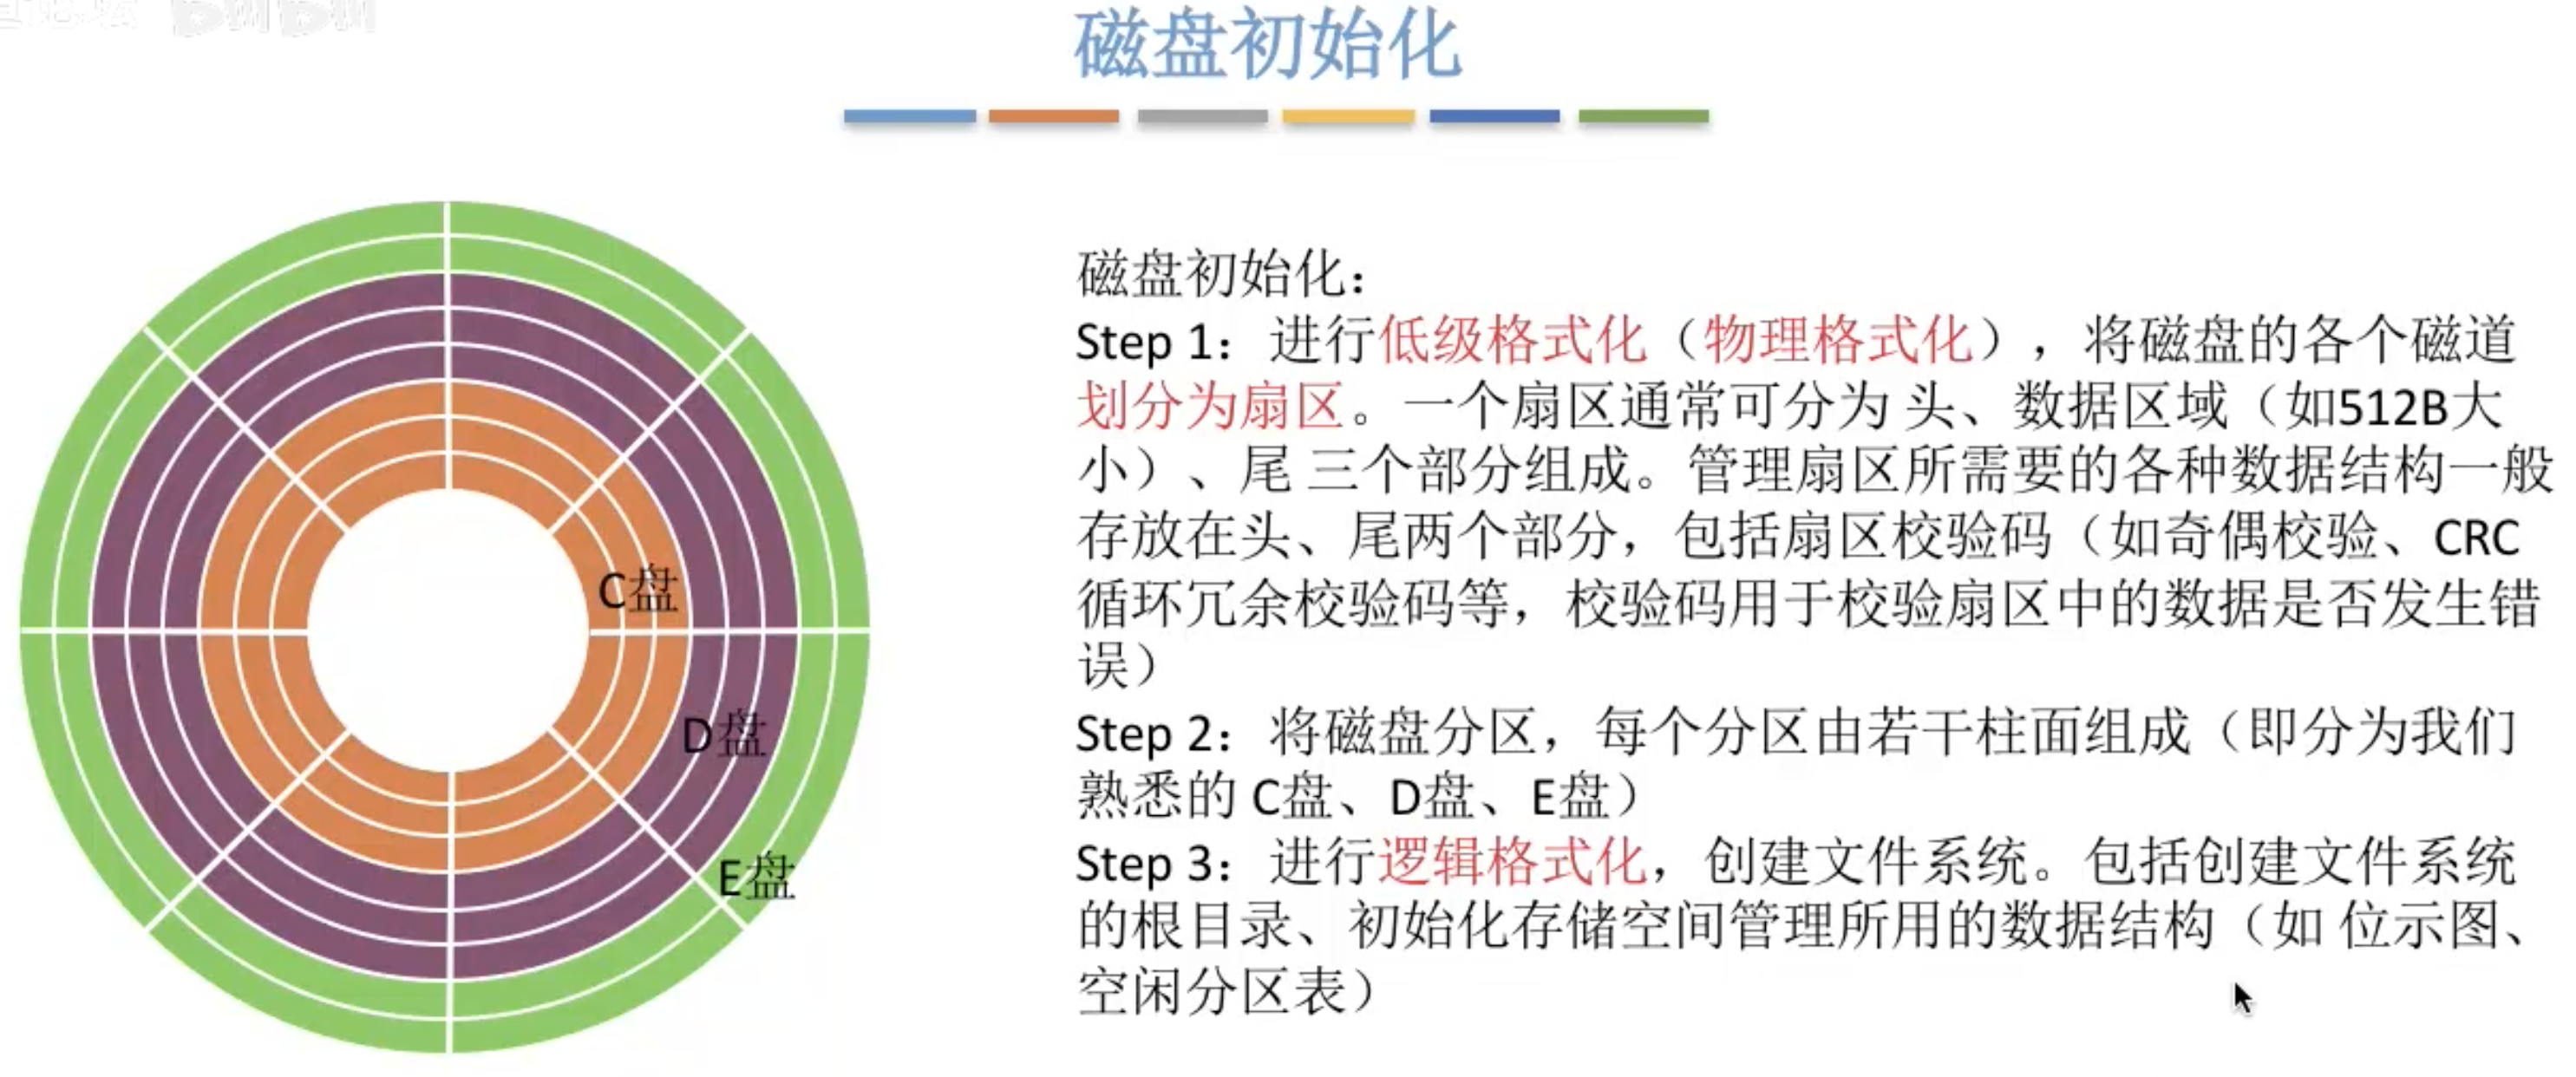 磁盘初始化
C盘
D盘
E盘
磁盘初始化：
Step 1：进行低级格式化（物理格式化），将磁盘的各个磁道
划分为扇区。一个扇区通常可分为 头、数据区域（如512B大
小）、尾 三个部分组成。管理扇区所需要的各种数据结构一般
存放在头、尾两个部分，包括扇区校验码（如奇偶校验、CRC
循环冗余校验码等，校验码用于校验扇区中的数据是否发生错
误）
Step 2：将磁盘分区，每个分区由若干柱面组成（即分为我们
熟悉的 C盘、D盘、E盘）
Step 3：进行逻辑格式化，创建文件系统。包括创建文件系统
的根目录、初始化存储空间管理所用的数据结构（如 位示图、
空闲分区表）